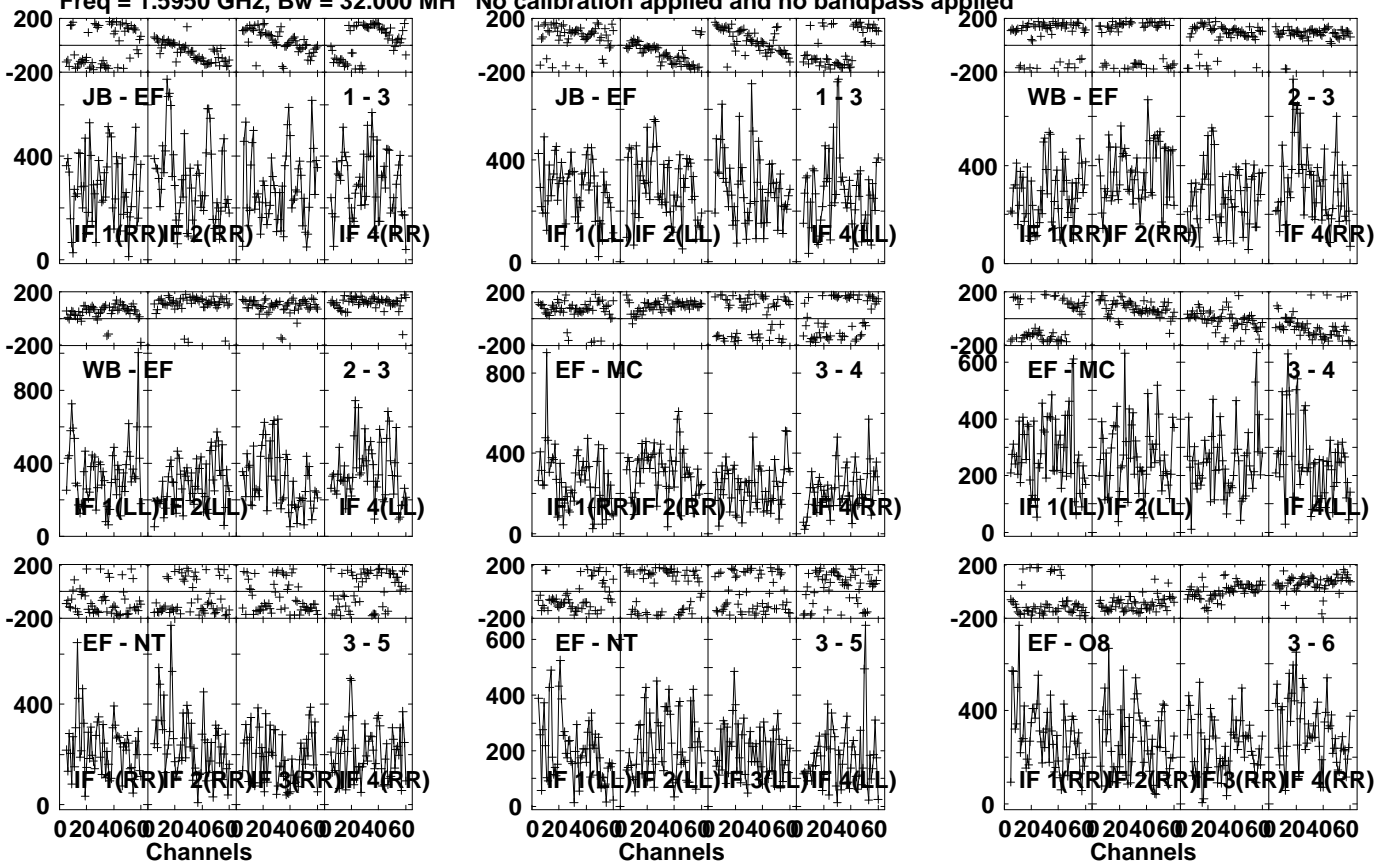 Freq = 1.5950 GHz, Bw = 32.000 MH No calibration applied and no bandpass applied
200
-200
JB - EF
1 - 3
400
0
IF 1(RR) IF 2(RR) IF 4(RR)
200
-200
JB - EF
1 - 3
400
0
IF 1(LL) IF 2(LL) IF 4(LL)
200
-200
WB - EF
2 - 3
400
0
IF 1(RR) IF 2(RR) IF 4(RR)
200
-200
WB - EF
2 - 3
800
400
0
IF 1(LL) IF 2(LL) IF 4(LL)
200
-200
EF - MC
3 - 4
800
400
0
IF 1(RR) IF 2(RR) IF 4(RR)
200
-200
EF - MC
3 - 4
600
400
200
0
IF 1(LL) IF 2(LL) IF 4(LL)
200
-200
EF - NT
3 - 5
400
0
IF 1(RR) IF 2(RR) IF 3(RR) IF 4(RR)
0 20 40 60 0 20 40 60 0 20 40 60 0 20 40 60
Channels
200
-200
EF - NT
3 - 5
600
400
200
0
IF 1(LL) IF 2(LL) IF 3(LL) IF 4(LL)
0 20 40 60 0 20 40 60 0 20 40 60 0 20 40 60
Channels
200
-200
EF - O8
3 - 6
400
0
IF 1(RR) IF 2(RR) IF 3(RR) IF 4(RR)
0 20 40 60 0 20 40 60 0 20 40 60 0 20 40 60
Channels